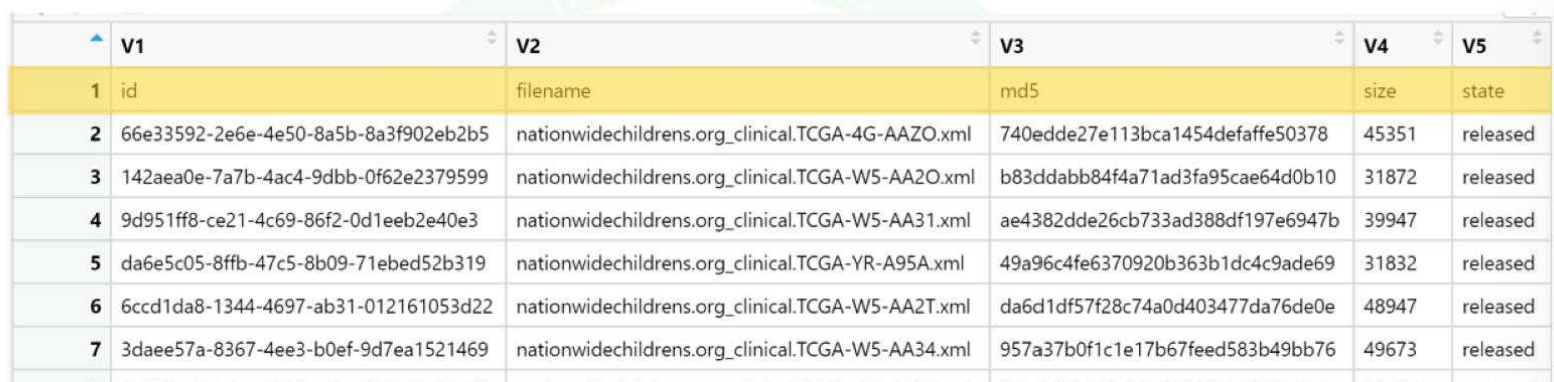 V1 V2 V3 V4 V5
1 id filename md5 size state
2 66e33592-2e6e-4e50-8a5b-8a3f902eb2b5 nationwidechildrens.org_clinical.TCGA-4G-AAZO.xml 740edde27e113bca1454defaffe50378 45351 released
3 142aea0e-7a7b-4ac4-9dbb-0f62e2379599 nationwidechildrens.org_clinical.TCGA-W5-AA2O.xml b83ddabb84f4a71ad3fa95cae64d0b10 31872 released
4 9d951ff8-ce21-4c69-86f2-0d1eeb2e40e3 nationwidechildrens.org_clinical.TCGA-W5-AA31.xml ae4382dde26cb733ad388df197e6947b 39947 released
5 da6e5c05-8ffb-47c5-8b09-71ebed52b319 nationwidechildrens.org_clinical.TCGA-YR-A95A.xml 49a96c4fe6370920b363b1dc4c9ade69 31832 released
6 6ccd1da8-1344-4697-ab31-012161053d22 nationwidechildrens.org_clinical.TCGA-W5-AA2T.xml da6d1df57f28c74a0d403477da76de0e 48947 released
7 3daee57a-8367-4ee3-b0ef-9d7ea1521469 nationwidechildrens.org_clinical.TCGA-W5-AA34.xml 957a37b0f1c1e17b67feed583b49bb76 49673 released